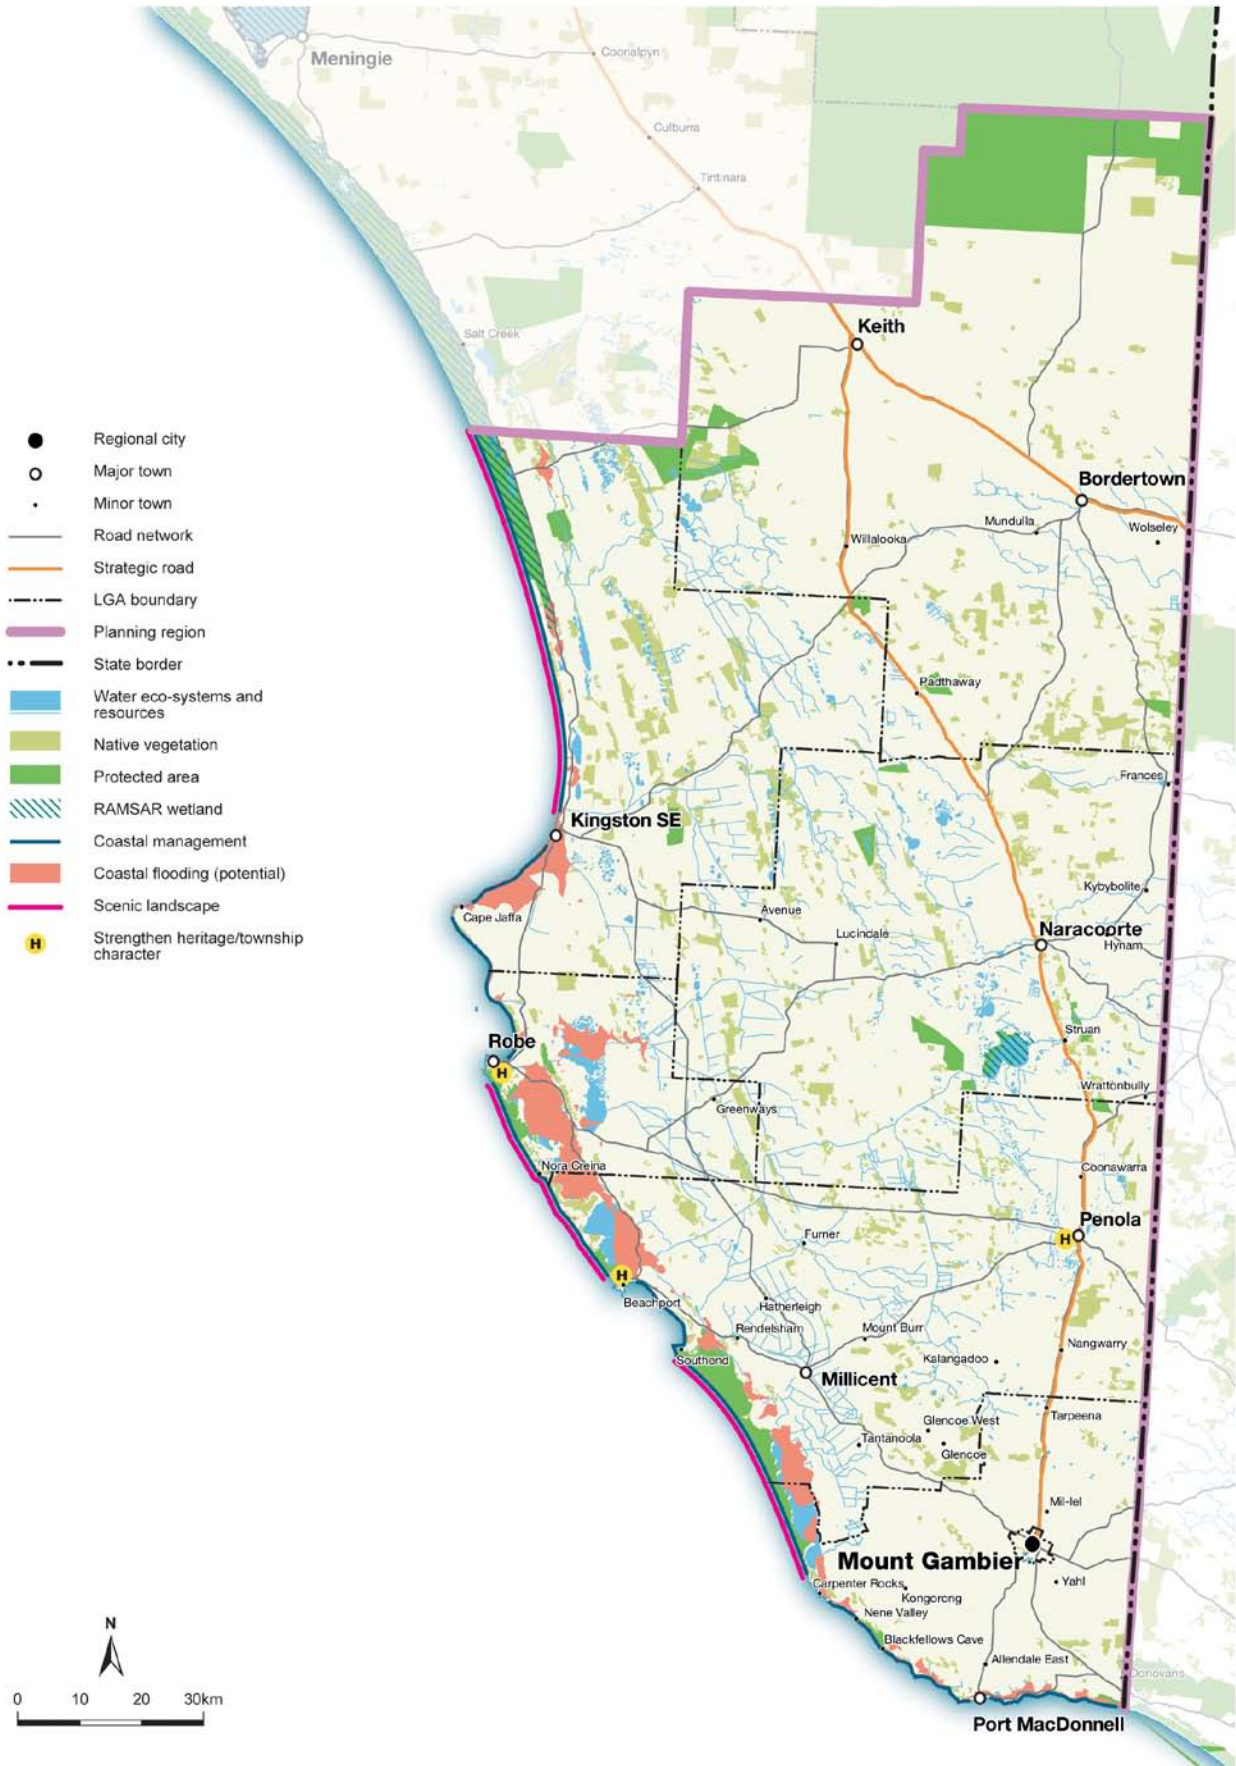 Meningie
Coonalpyn
Culburra
Tintinara
Salt Creek
Keith
Regional city
Major town
Minor town
Road network
Strategic road
LGA boundary
Planning region
State border
Water eco-systems and
resources
Native vegetation
Protected area
RAMSAR wetland
Coastal management
Coastal flooding (potential)
Scenic landscape
H
Strengthen heritage/township
character
Bordertown
Mundulla
Wolseley
Willalooka
Padthaway
Frances
Kingston SE
Kybybolite
Cape Jaffa
Avenue
Lucindale
Naracoorte
Hynam
Robe
H
Struan
Wrattonbully
Greenways
Nora Creina
Coonawarra
Penola
H
Furner
H
Beachport
Hatherleigh
Rendelsham
Mount Burr
Nangwarry
Southend
Kalangadoo
Millicent
Tarpeena
Glencoe West
Tantanoola
Glencoe
Mil-lel
Mount Gambier
Carpenter Rocks
Yahl
Kongorong
Nene Valley
Blackfellows Cave
Allendale East
Donovans
Port MacDonnell
N
0 10 20 30km